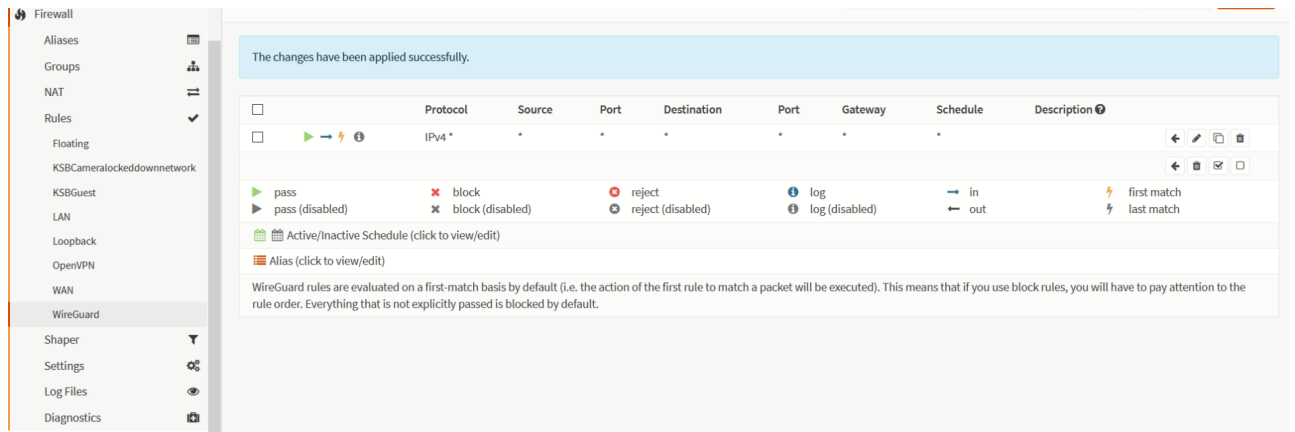 Firewall
Aliases
Groups
NAT
Rules
Floating
KSBCameralockeddownnetwork
KSBGuest
LAN
Loopback
OpenVPN
WAN
WireGuard
Shaper
Settings
Log Files
Diagnostics
The changes have been applied successfully.
Protocol Source Port Destination Port Gateway Schedule Description
IPv4 * * * * * * *
pass block reject log in first match
pass (disabled) block (disabled) reject (disabled) log (disabled) out last match
Active/Inactive Schedule (click to view/edit)
Alias (click to view/edit)
WireGuard rules are evaluated on a first-match basis by default (i.e. the action of the first rule to match a packet will be executed). This means that if you use block rules, you will have to pay attention to the
rule order. Everything that is not explicitly passed is blocked by default.